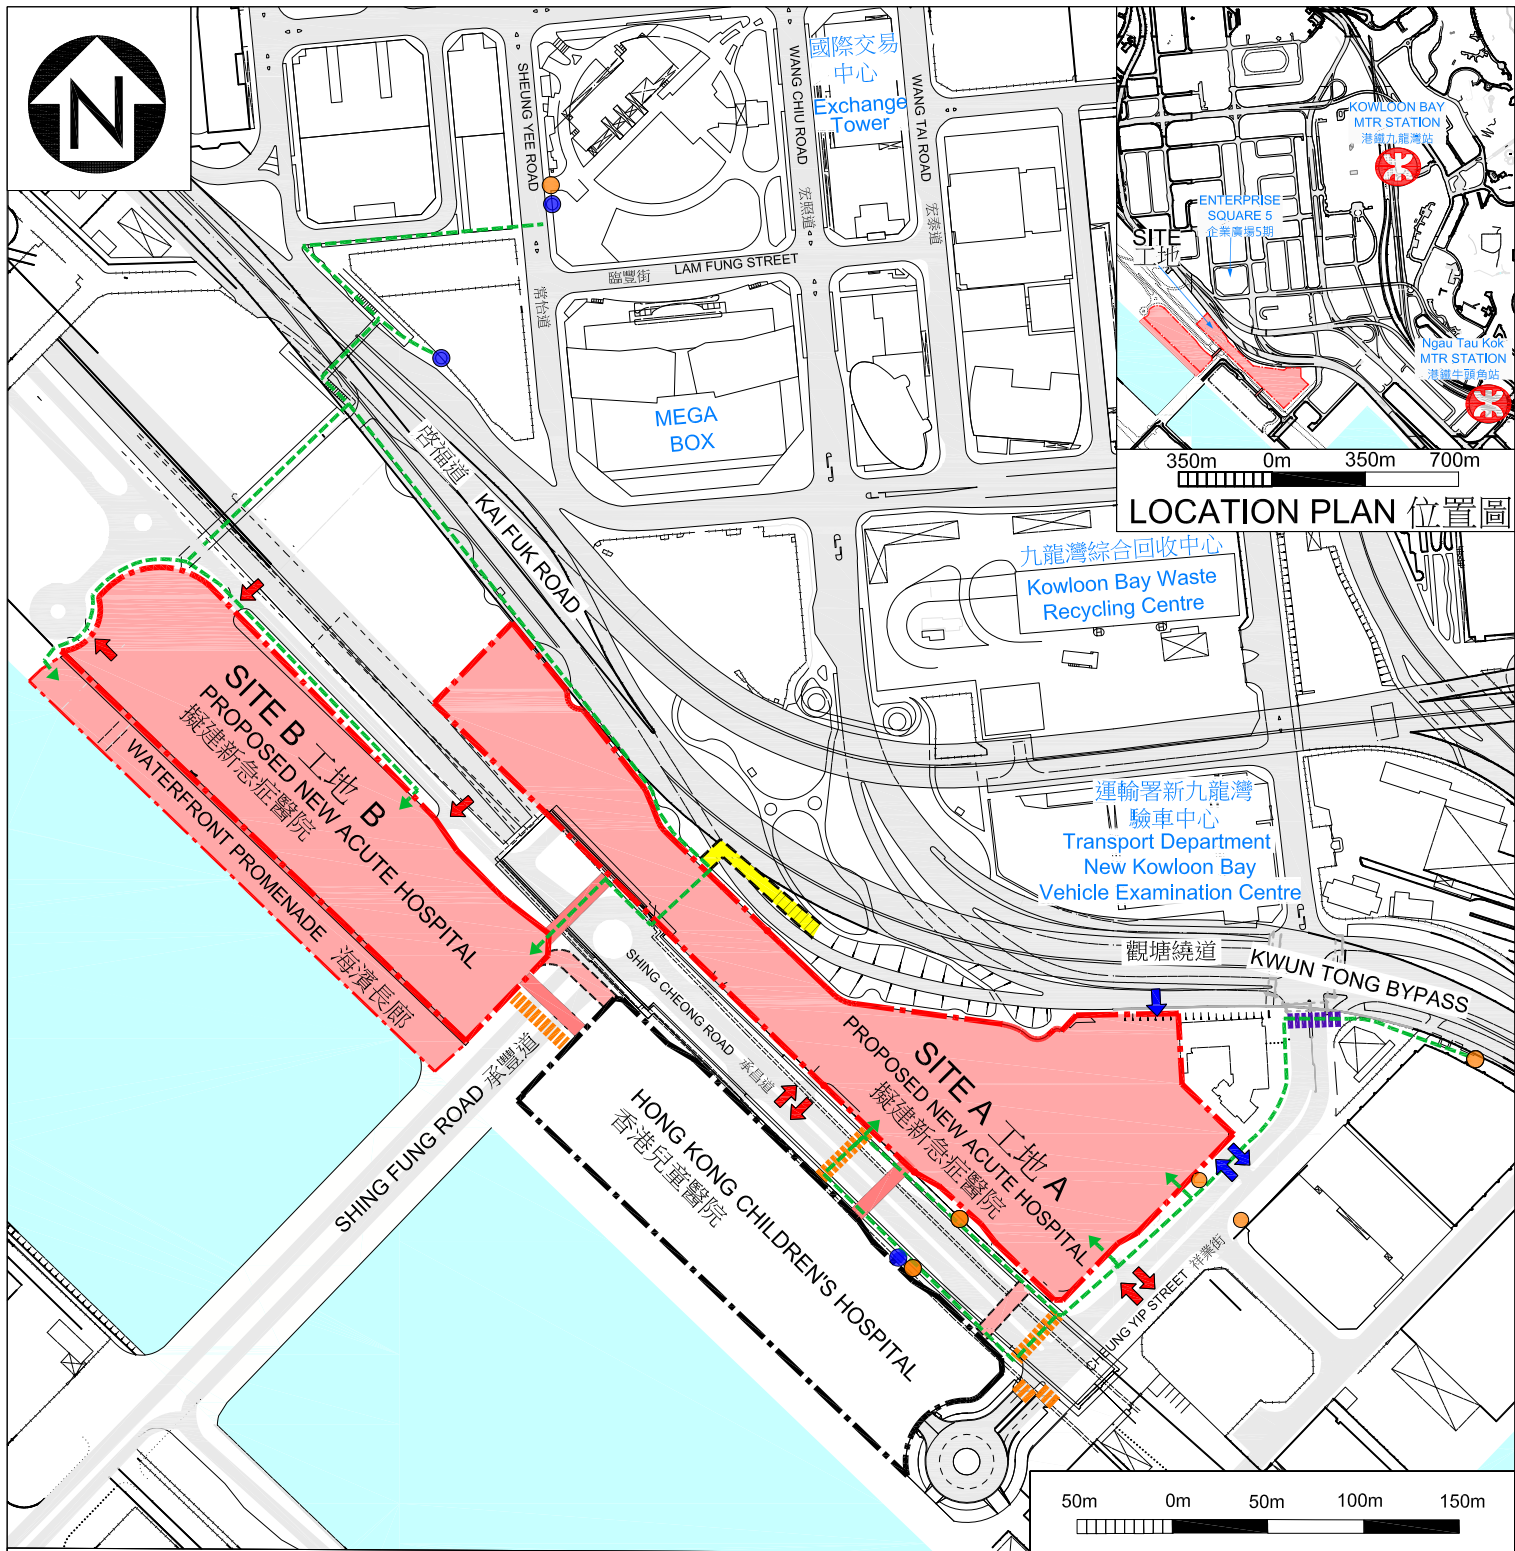 N
SHEUNG YEE ROAD
常怡道
WANG CHIU ROAD
宏照道
國際交易
中心
Exchange
Tower
WANG TAI ROAD
宏泰道
臨豐街 LAM FUNG STREET
MEGA
BOX
KOWLOON BAY
MTR STATION
港鐵九龍灣站
ENTERPRISE
SQUARE 5
企業廣場5期
SITE
工地
Ngau Tau Kok
MTR STATION
港鐵牛頭角站
350m 0m 350m 700m
LOCATION PLAN 位置圖
啓福道 KAI FUK ROAD
九龍灣綜合回收中心
Kowloon Bay Waste
Recycling Centre
SITE B 工地 B
PROPOSED NEW ACUTE HOSPITAL
擬建新急症醫院
WATERFRONT PROMENADE 海濱長廊
運輸署新九龍灣
驗車中心
Transport Department
New Kowloon Bay
Vehicle Examination Centre
觀塘繞道
KWUN TONG BYPASS
SHING CHEONG ROAD 承昌道
SITE A 工地 A
PROPOSED NEW ACUTE HOSPITAL
擬建新急症醫院
SHING FUNG ROAD 承豐道
HONG KONG CHILDREN'S HOSPITAL
香港兒童醫院
CHEUNG YIP STREET 祥業街
50m 0m 50m 100m 150m